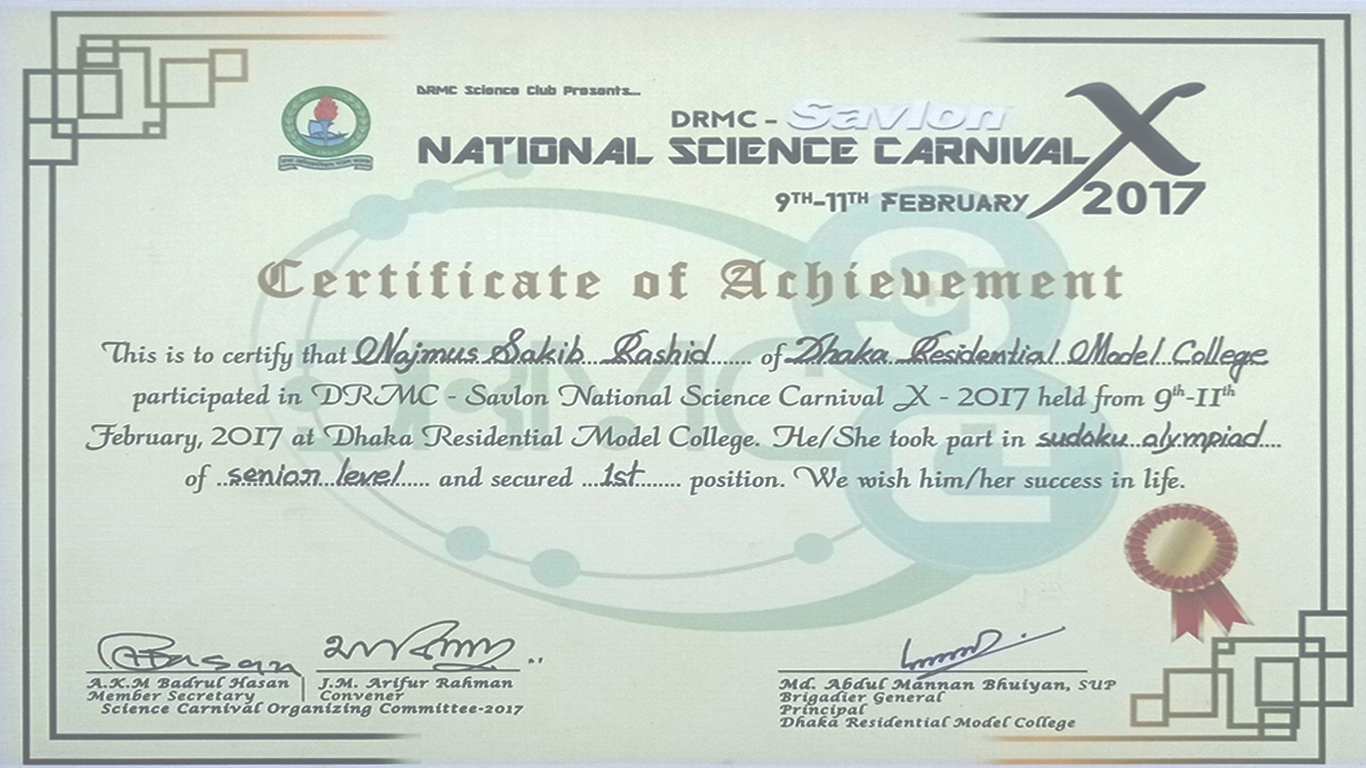 DRMC Science Club Presents...
DRMC - Savlon
NATIONAL SCIENCE CARNIVAL X
9TH-11TH FEBRUARY 2017
Certificate of Achievement
This is to certify that Najmus Sakib Rashid of Dhaka Residential Model College
participated in DRMC - Savlon National Science Carnival X - 2017 held from 9th-11th
February, 2017 at Dhaka Residential Model College. He/She took part in sudoku olympiad
of senior level and secured 1st position. We wish him/her success in life.
A.K.M Badrul Hasan
Member Secretary
J.M. Arifur Rahman
Convener
Science Carnival Organizing Committee-2017
Md. Abdul Mannan Bhuiyan, SUP
Brigadier General
Principal
Dhaka Residential Model College